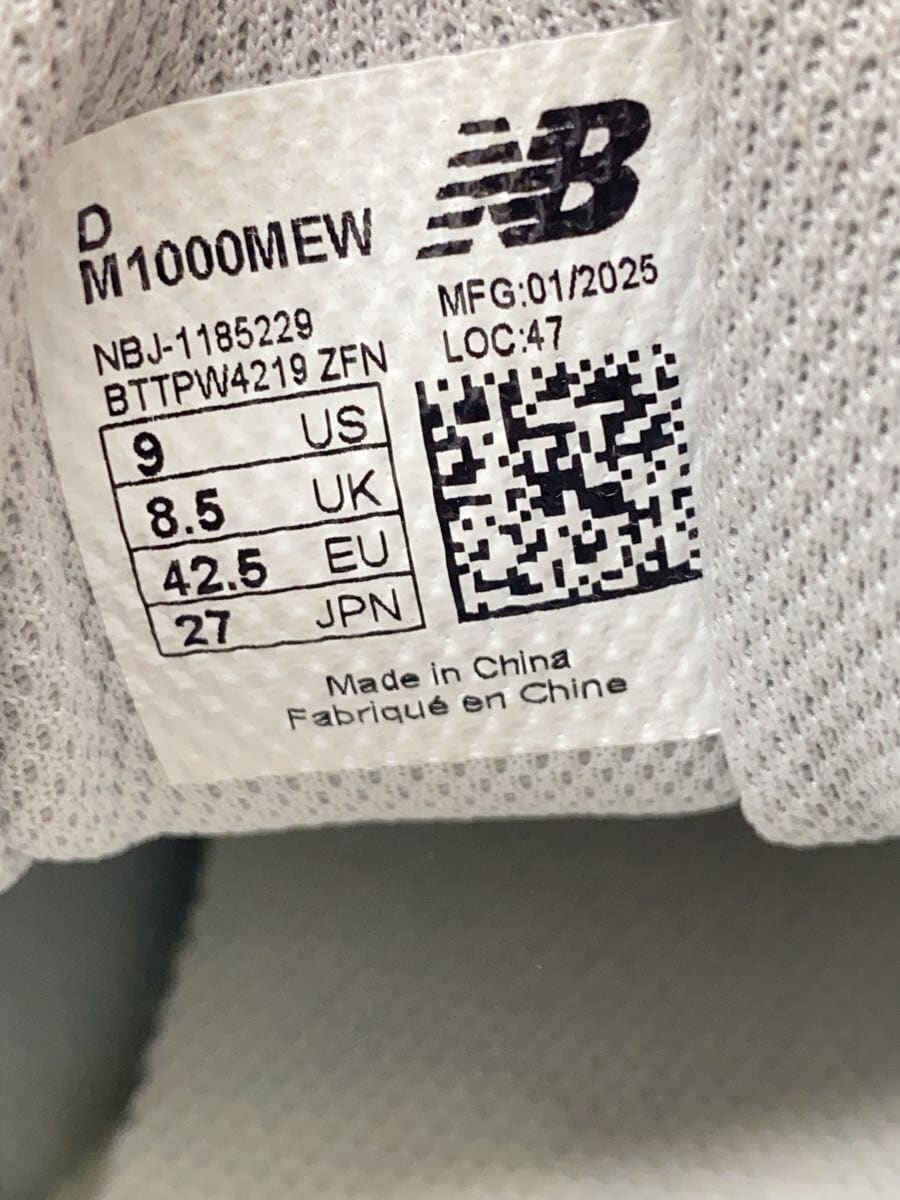 NB
D
M1000MEW
MFG:01/2025
LOC:47
NBJ-1185229
BTTPW4219 ZFN
9 US
8.5 UK
42.5 EU
27 JPN
Made in China
Fabriqué en Chine